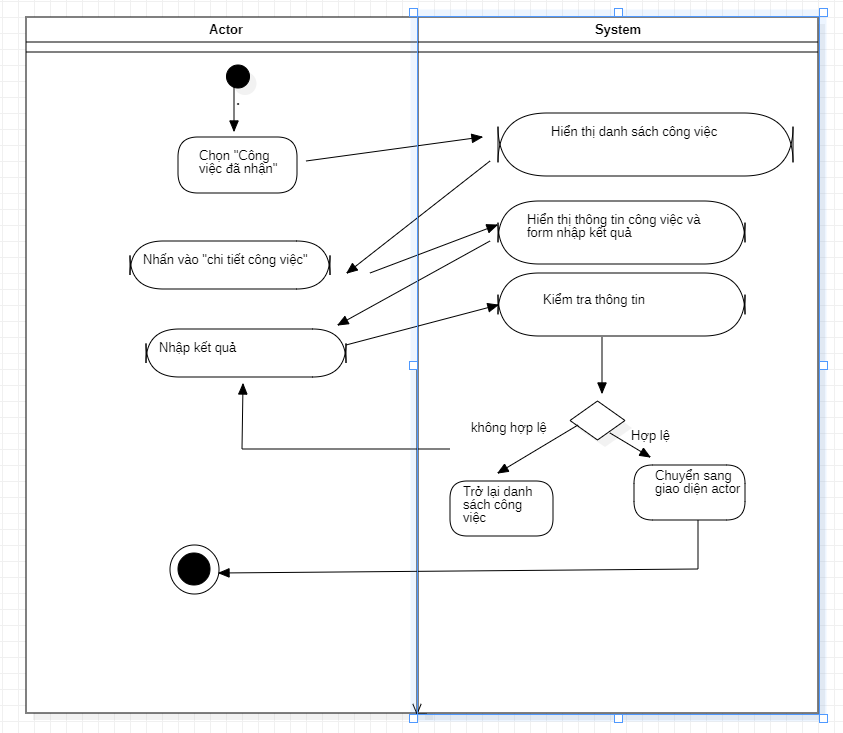 Actor
System
Chọn "Công
việc đã nhận"
Hiển thị danh sách công việc
Nhấn vào "chi tiết công việc"
Hiển thị thông tin công việc và
form nhập kết quả
Nhập kết quả
Kiểm tra thông tin
không hợp lệ
Hợp lệ
Trở lại danh
sách công
việc
Chuyển sang
giao diện actor